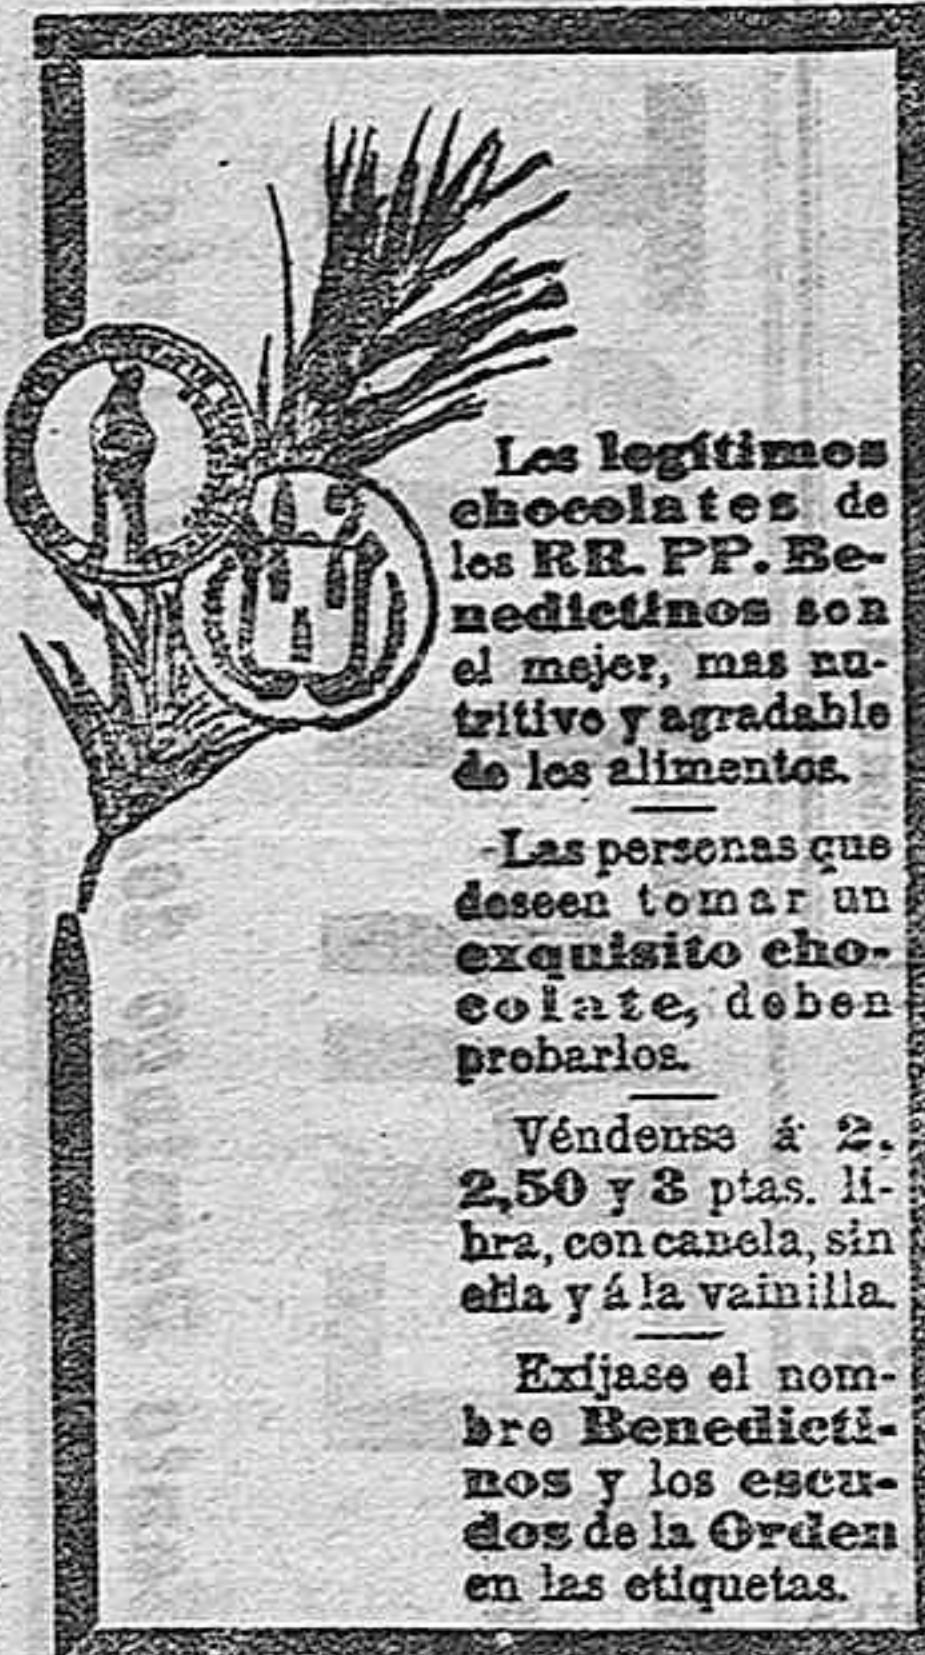 Los legítimos
chocolates de
los RR. PP. Be-
nedictinos son
el mejor, mas nu-
tritivo y agradable
de los alimentos.
Las personas que
deseen tomar un
exquisito cho-
colate, deben
probarlos.
Véndense á 2.
2,50 y 3 ptas. li-
bra, con canela, sin
ella y á la vainilla.
Exíjase el nom-
bre Benedicti-
nos y los escu-
dos de la Orden
en las etiquetas.